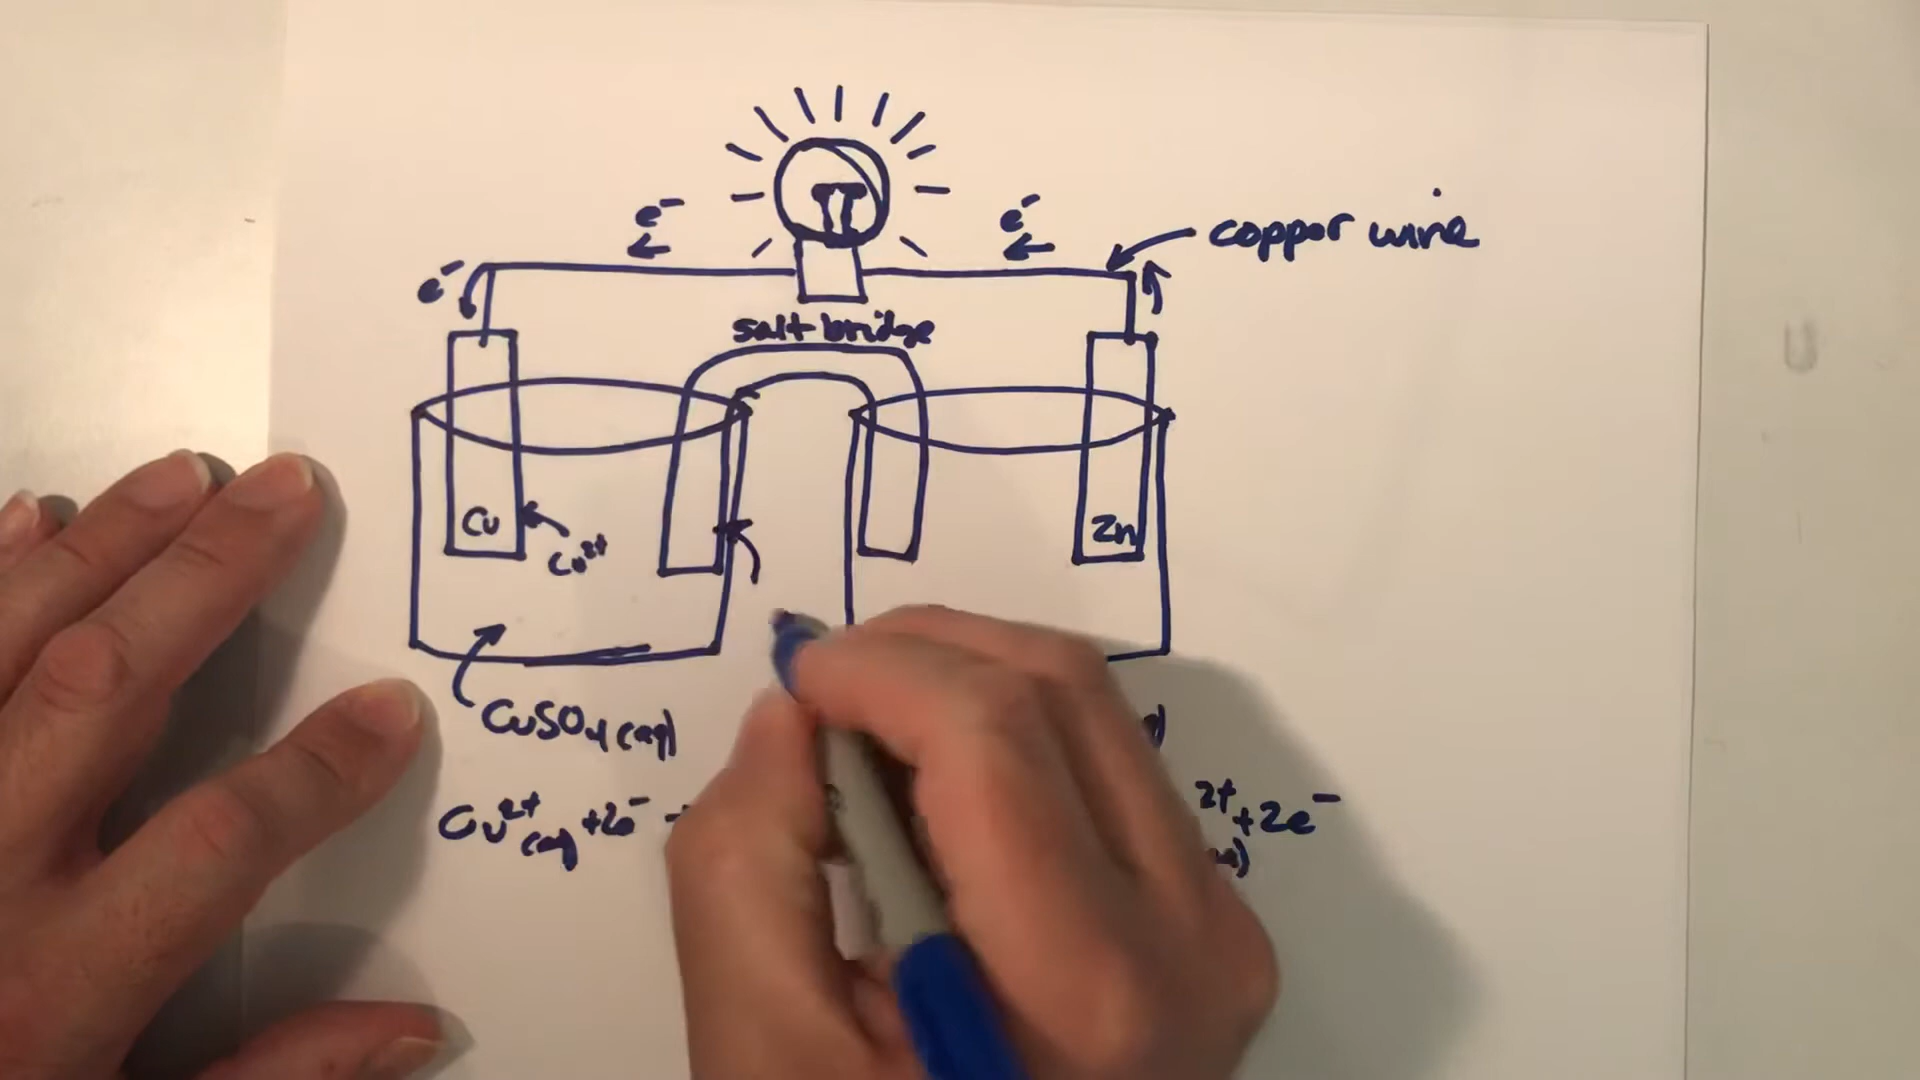 e⁻
e⁻
copper wire
e⁻
salt bridge
Cu
Cu²⁺
Zn
CuSO₄(aq)
Cu²⁺(aq) + 2e⁻
²⁺ + 2e⁻